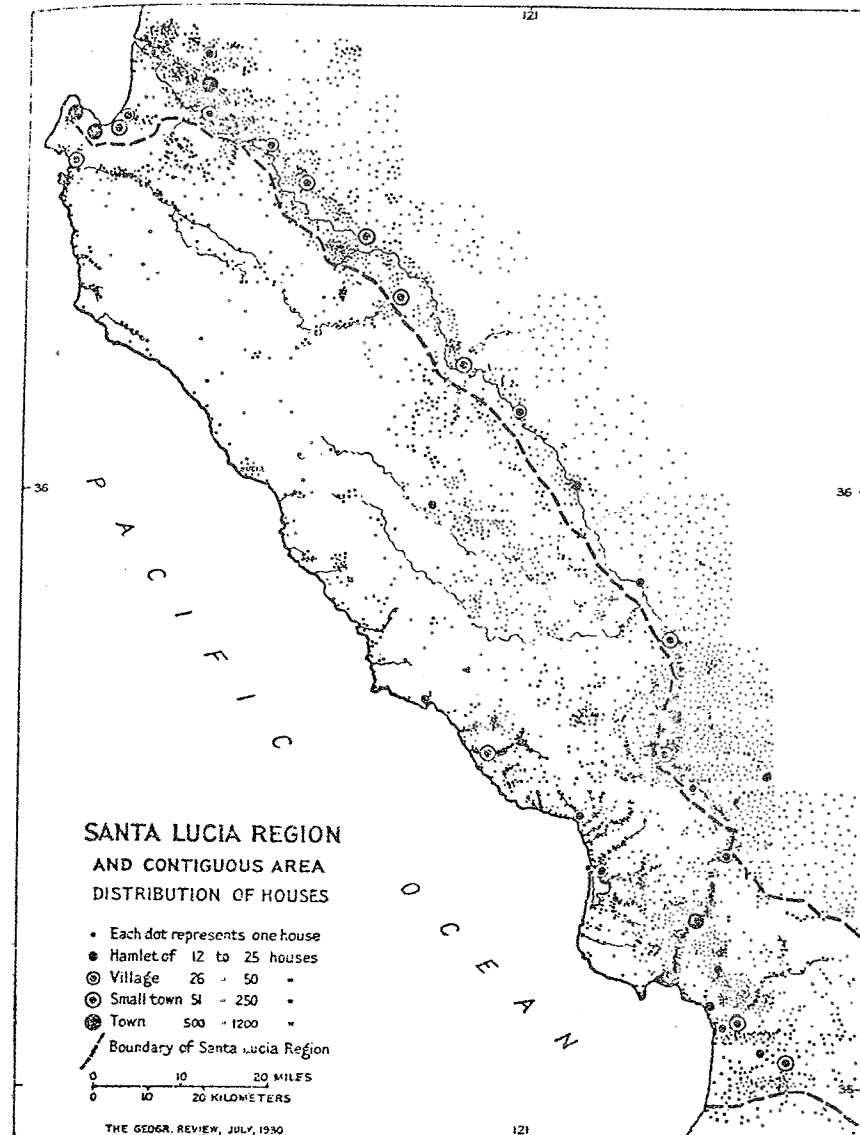 121
36
36
LUCIA
PACIFIC
OCEAN
SANTA LUCIA REGION
AND CONTIGUOUS AREA
DISTRIBUTION OF HOUSES
Each dot represents one house
Hamlet of 12 to 25 houses
Village 26 " 50 "
Small town 51 " 250 "
Town 500 " 1200 "
Boundary of Santa Lucia Region
0 10 20 MILES
0 10 20 KILOMETERS
THE GEOGR. REVIEW, JULY, 1930
121
35